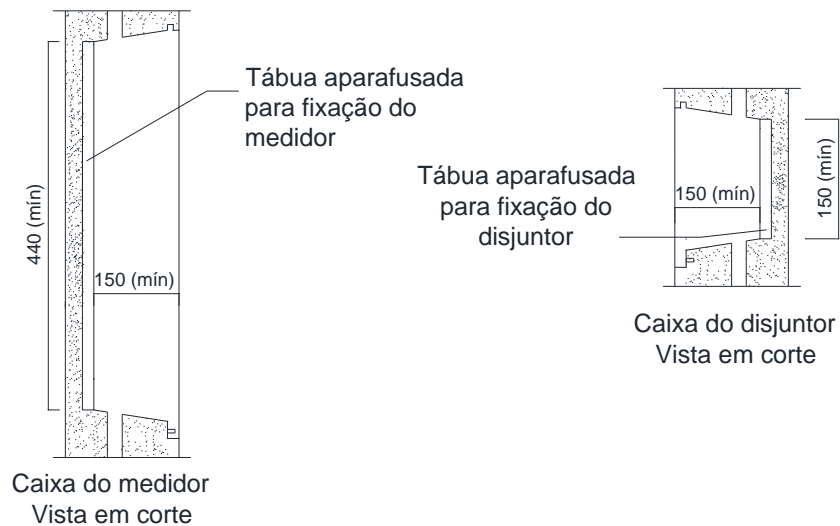 Tábua aparafusada
para fixação do
medidor
440 (mín)
150 (mín)
Caixa do medidor
Vista em corte
Tábua aparafusada
para fixação do
disjuntor
150 (mín)
150 (mín)
Caixa do disjuntor
Vista em corte